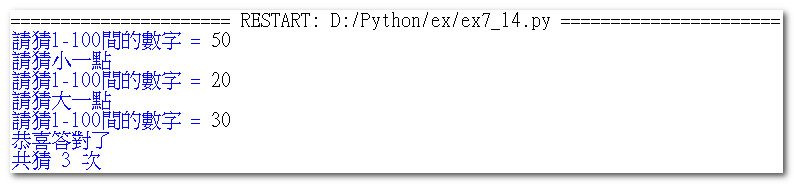 ====================== RESTART: D:/Python/ex/ex7_14.py ======================
請猜1-100間的數字 = 50
請猜小一點
請猜1-100間的數字 = 20
請猜大一點
請猜1-100間的數字 = 30
恭喜答對了
共猜 3 次